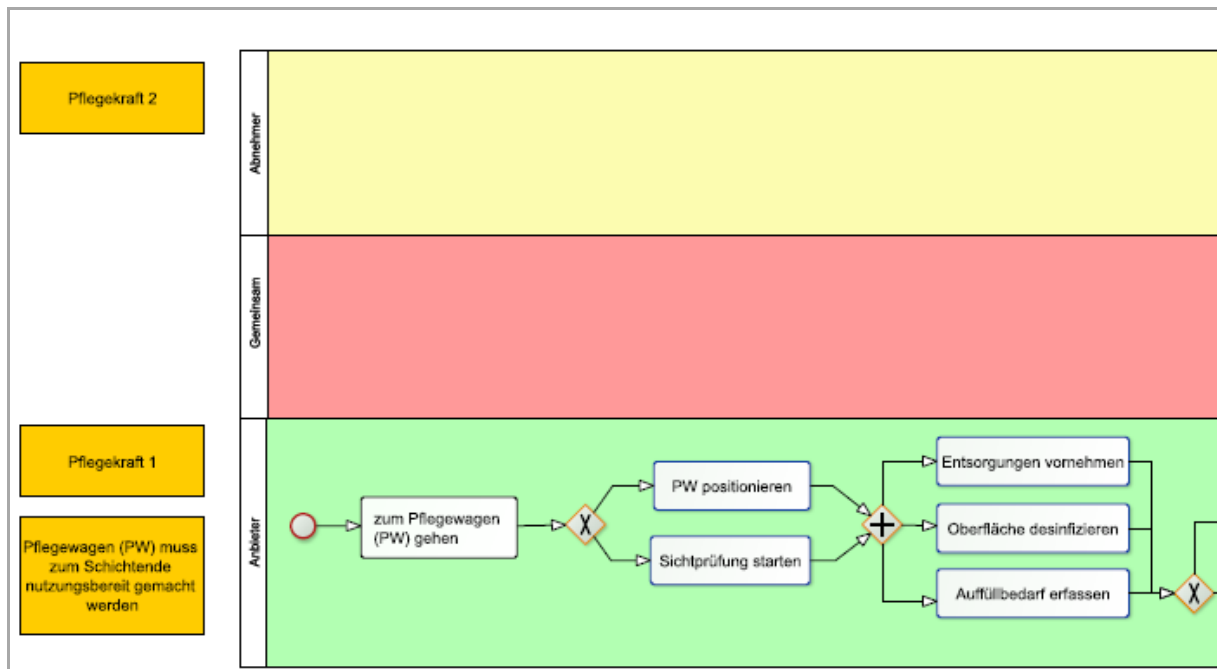 Pflegekraft 2
Abnehmer
Gemeinsam
Pflegekraft 1
Pflegewagen (PW) muss
zum Schichtende
nutzungsbereit gemacht
werden
Anbieter
zum Pflegewagen
(PW) gehen
X
PW positionieren
Sichtprüfung starten
Entsorgungen vornehmen
Oberfläche desinfizieren
Auffüllbedarf erfassen
X